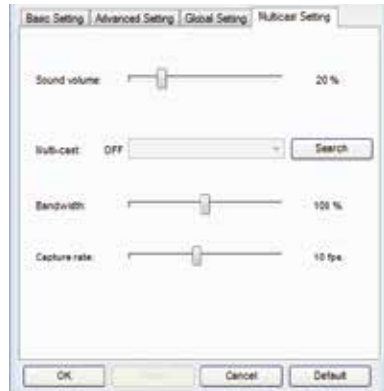 Basic Setting Advanced Setting Global Setting Multicast Setting
Sound volume: 20 %
Multi-cast: OFF Search
Bandwidth: 100 %
Capture rate: 10 fps
OK Cancel Default